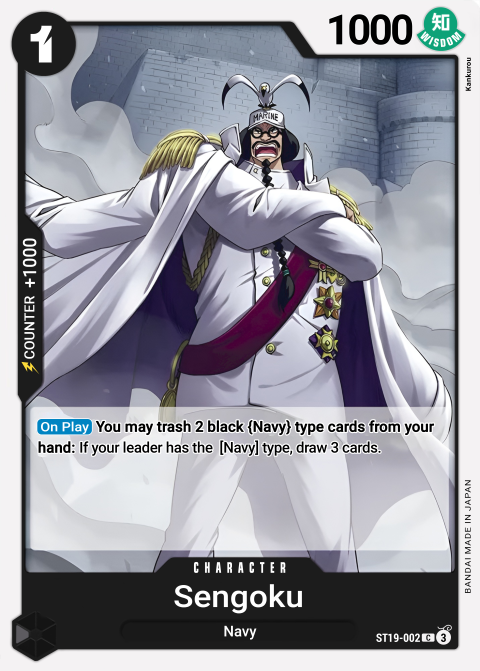 1
1000
知
WISDOM
Kankurou
MARINE
COUNTER +1000
On Play You may trash 2 black {Navy} type cards from your
hand: If your leader has the [Navy] type, draw 3 cards.
BANDAI MADE IN JAPAN
CHARACTER
Sengoku
Navy
ST19-002 C 3